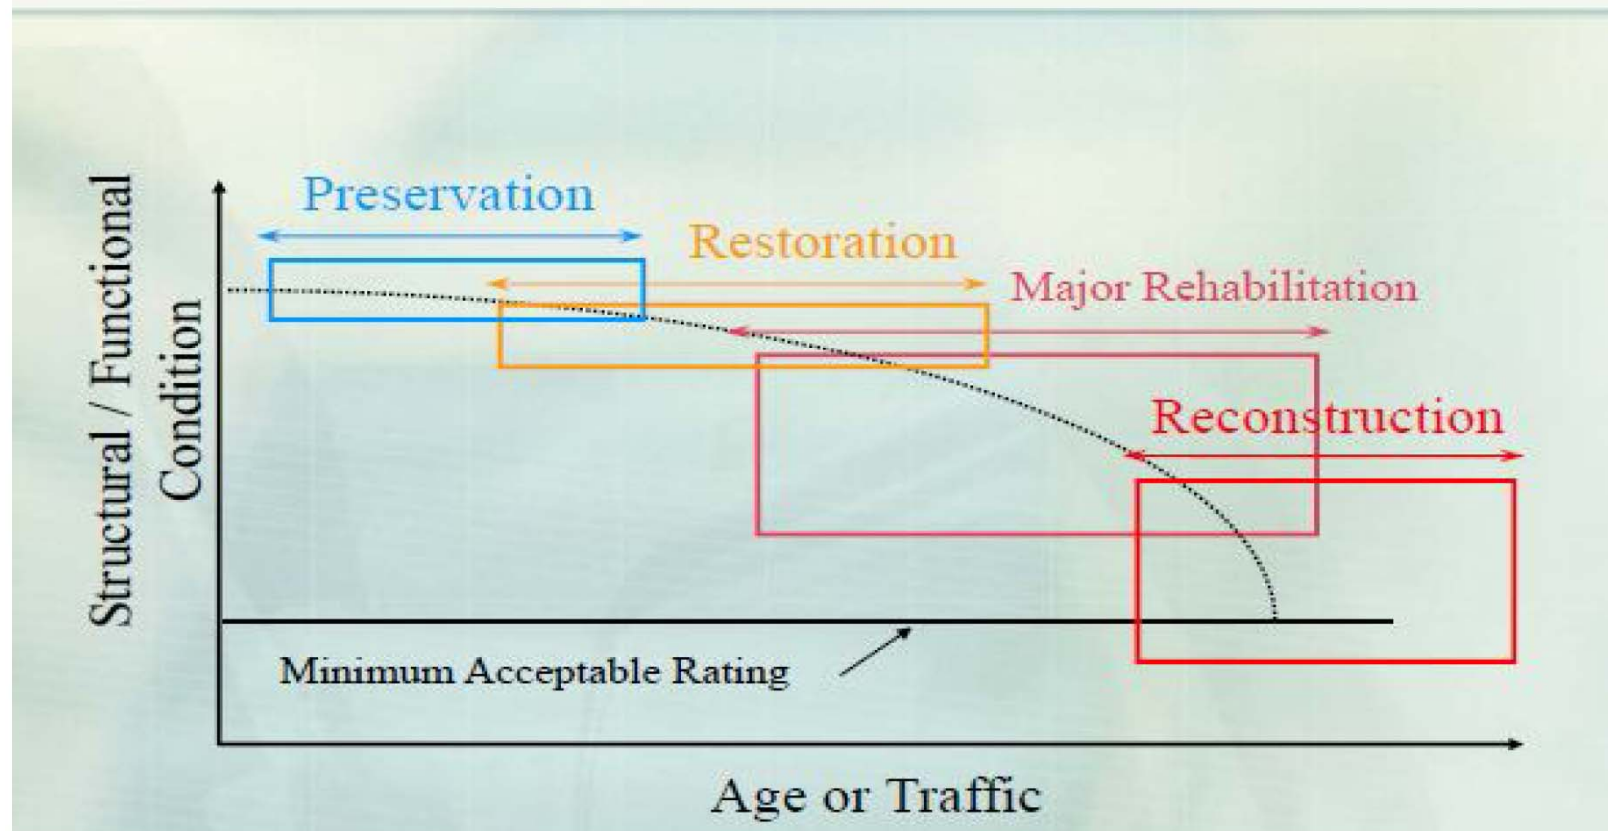 Preservation
Restoration
Major Rehabilitation
Reconstruction
Structural / Functional
Condition
Minimum Acceptable Rating
Age or Traffic